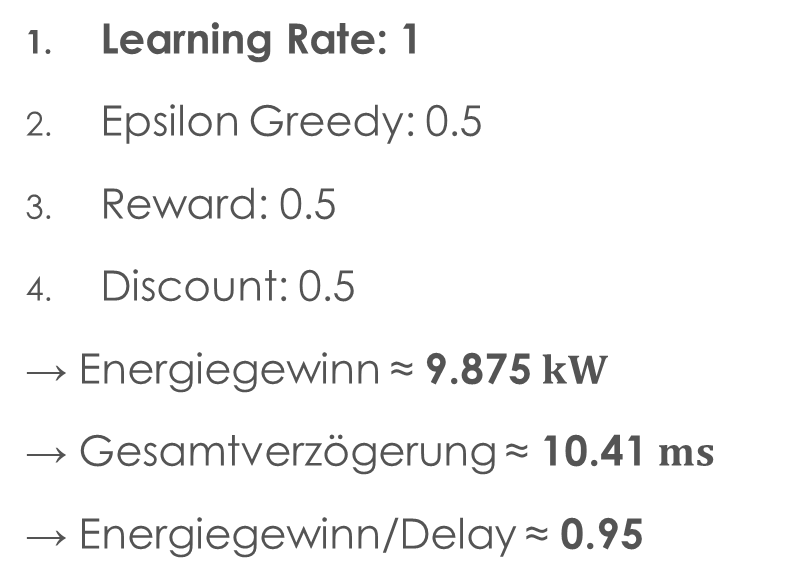 1. Learning Rate: 1
2. Epsilon Greedy: 0.5
3. Reward: 0.5
4. Discount: 0.5
→ Energiegewinn ≈ 9.875 kW
→ Gesamtverzögerung ≈ 10.41 ms
→ Energiegewinn/Delay ≈ 0.95